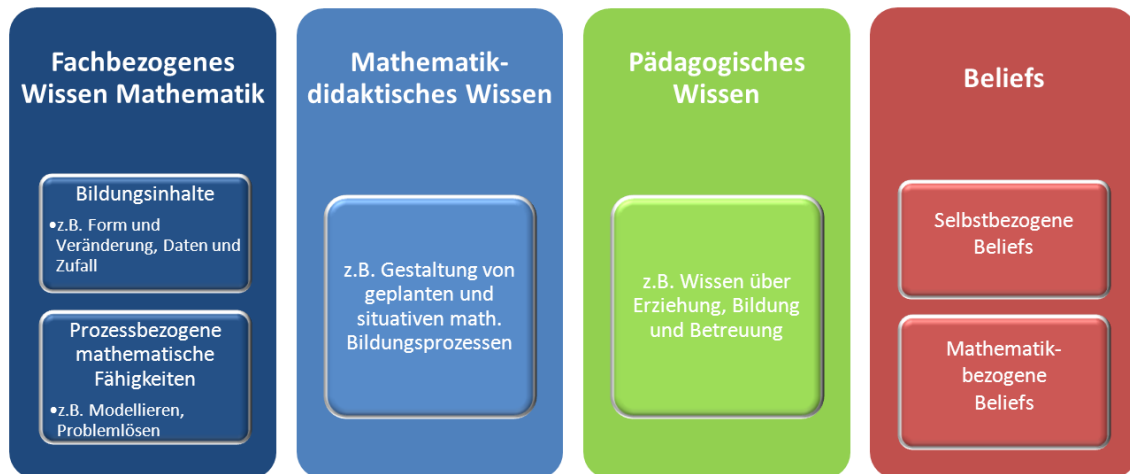 Fachbezogenes
Wissen Mathematik
Bildungsinhalte
•z.B. Form und
Veränderung, Daten und
Zufall
Prozessbezogene
mathematische
Fähigkeiten
•z.B. Modellieren,
Problemlösen
Mathematik-
didaktisches Wissen
z.B. Gestaltung von
geplanten und
situativen math.
Bildungsprozessen
Pädagogisches
Wissen
z.B. Wissen über
Erziehung, Bildung
und Betreuung
Beliefs
Selbstbezogene
Beliefs
Mathematik-
bezogene
Beliefs